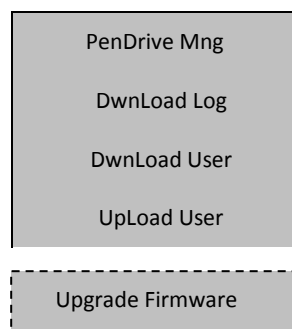 PenDrive Mng
DwnLoad Log
DwnLoad User
UpLoad User
Upgrade Firmware